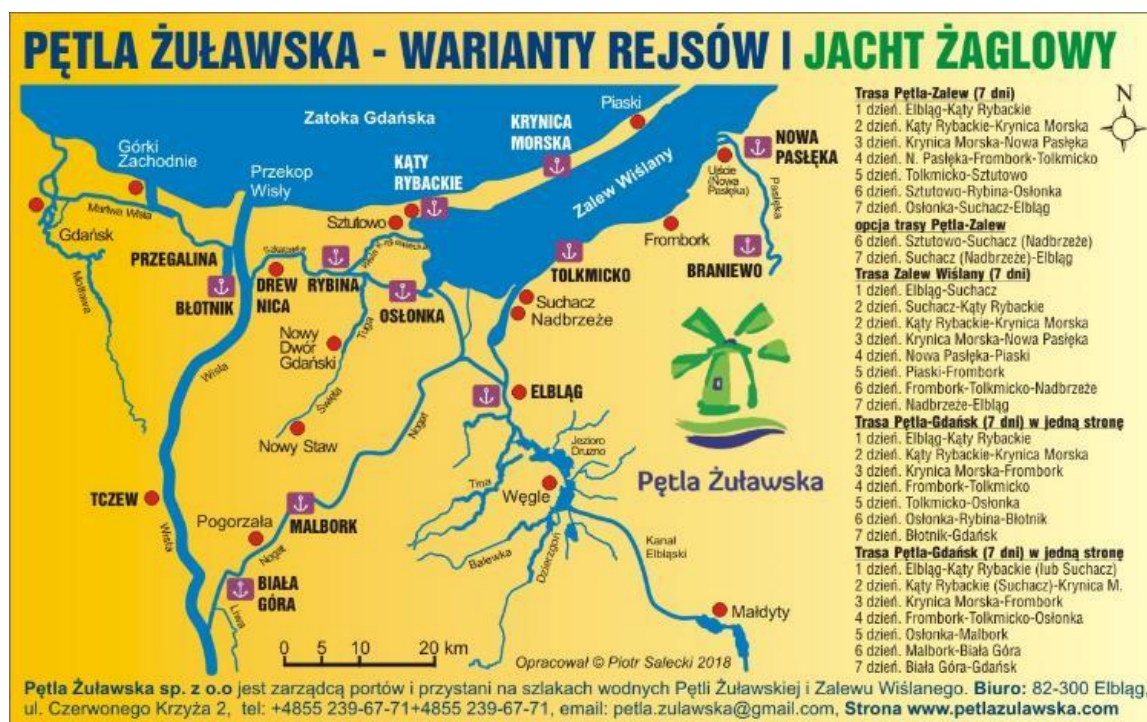 PĘTLA ŻUŁAWSKA - WARIANTY REJSÓW I JACHT ŻAGLOWY
Zatoka Gdańska
Piaski
KRYNICA
MORSKA
NOWA
PASŁĘKA
Górki
Zachodnie
Przekop
Wisły
KĄTY
RYBACKIE
Zalew Wiślany
Ujście
(Nowa
Pasłęka)
Pasłęka
Martwa Wisła
Sztutowo
Gdańsk
Frombork
PRZEGALINA
Szkarpawa
BRANIEWO
Motława
BŁOTNIK
DREW
NICA
RYBINA
TOLKMICKO
OSŁONKA
Suchacz
Nadbrzeże
Nowy
Dwór
Gdański
Tuga
Wisła
Święta
ELBLĄG
Nogat
Nowy Staw
Jezioro
Druzno
Tina
Węgle
Pętla Żuławska
TCZEW
MALBORK
Pogorzała
Wisła
Nogat
Balewka
Dzierzgoń
Kanał
Elbląski
BIAŁA
GÓRA
Liwa
Małdyty
0 5 10 20 km
Opracował © Piotr Salecki 2018
N
Trasa Pętla-Zalew (7 dni)
1 dzień. Elbląg-Kąty Rybackie
2 dzień. Kąty Rybackie-Krynica Morska
3 dzień. Krynica Morska-Nowa Pasłęka
4 dzień. N. Pasłęka-Frombork-Tolkmicko
5 dzień. Tolkmicko-Sztutowo
6 dzień. Sztutowo-Rybina-Osłonka
7 dzień. Osłonka-Suchacz-Elbląg
opcja trasy Pętla-Zalew
6 dzień. Sztutowo-Suchacz (Nadbrzeże)
7 dzień. Suchacz (Nadbrzeże)-Elbląg
Trasa Zalew Wiślany (7 dni)
1 dzień. Elbląg-Suchacz
2 dzień. Suchacz-Kąty Rybackie
2 dzień. Kąty Rybackie-Krynica Morska
3 dzień. Krynica Morska-Nowa Pasłęka
4 dzień. Nowa Pasłęka-Piaski
5 dzień. Piaski-Frombork
6 dzień. Frombork-Tolkmicko-Nadbrzeże
7 dzień. Nadbrzeże-Elbląg
Trasa Pętla-Gdańsk (7 dni) w jedną stronę
1 dzień. Elbląg-Kąty Rybackie
2 dzień. Kąty Rybackie-Krynica Morska
3 dzień. Krynica Morska-Frombork
4 dzień. Frombork-Tolkmicko
5 dzień. Tolkmicko-Osłonka
6 dzień. Osłonka-Rybina-Błotnik
7 dzień. Błotnik-Gdańsk
Trasa Pętla-Gdańsk (7 dni) w jedną stronę
1 dzień. Elbląg-Kąty Rybackie (lub Suchacz)
2 dzień. Kąty Rybackie (Suchacz)-Krynica M.
3 dzień. Krynica Morska-Frombork
4 dzień. Frombork-Tolkmicko-Osłonka
5 dzień. Osłonka-Malbork
6 dzień. Malbork-Biała Góra
7 dzień. Biała Góra-Gdańsk
Pętla Żuławska sp. z o.o jest zarządcą portów i przystani na szlakach wodnych Pętli Żuławskiej i Zalewu Wiślanego. Biuro: 82-300 Elbląg,
ul. Czerwonego Krzyża 2, tel: +4855 239-67-71+4855 239-67-71, email: petla.zulawska@gmail.com, Strona www.petlazulawska.com